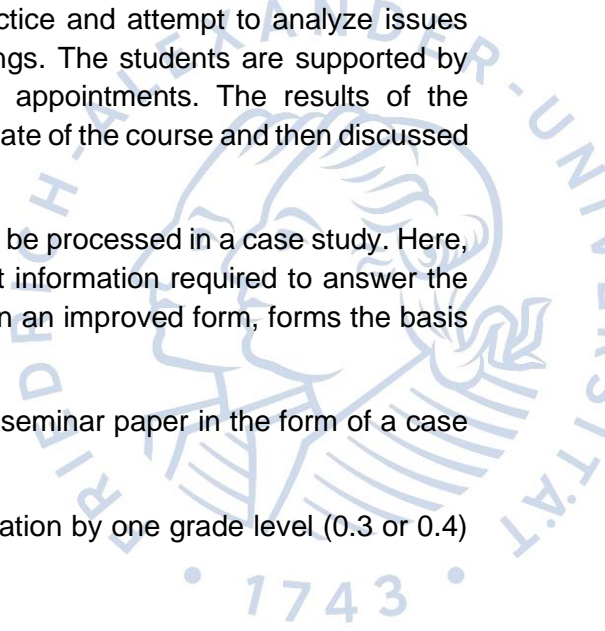 ctice and attempt to analyze issues
ngs. The students are supported by
appointments. The results of the
ate of the course and then discussed
be processed in a case study. Here,
t information required to answer the
n an improved form, forms the basis
seminar paper in the form of a case
ation by one grade level (0.3 or 0.4)
FRIEDRICH-ALEXANDER-UNIVERSITÄT
• 1743 •